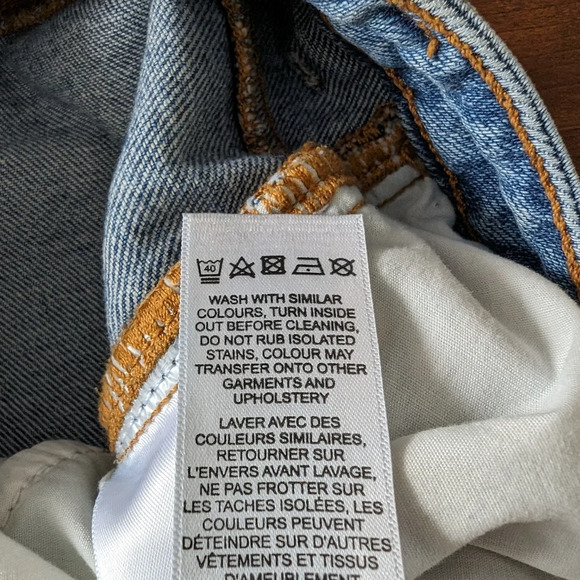 40
WASH WITH SIMILAR
COLOURS, TURN INSIDE
OUT BEFORE CLEANING,
DO NOT RUB ISOLATED
STAINS, COLOUR MAY
TRANSFER ONTO OTHER
GARMENTS AND
UPHOLSTERY
LAVER AVEC DES
COULEURS SIMILAIRES,
RETOURNER SUR
L'ENVERS AVANT LAVAGE,
NE PAS FROTTER SUR
LES TACHES ISOLÉES, LES
COULEURS PEUVENT
DÉTEINDRE SUR D'AUTRES
VÊTEMENTS ET TISSUS
D'AMEUBLEMENT